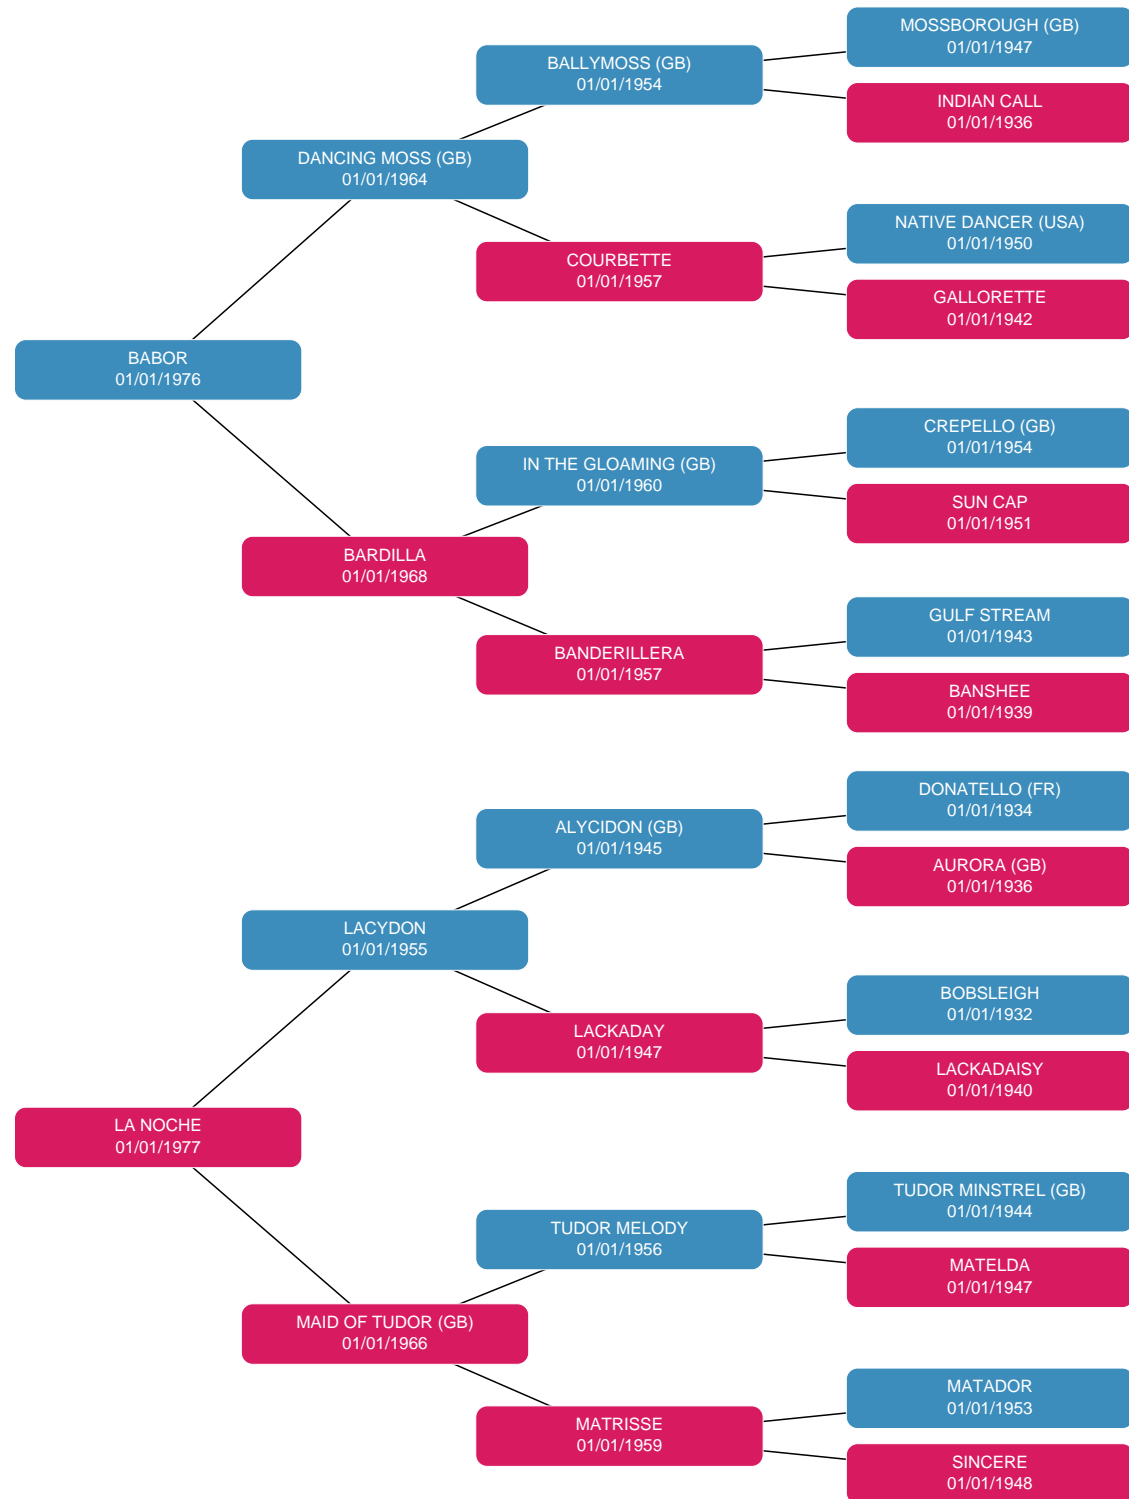 MOSSBOROUGH (GB)
01/01/1947
BALLYMOSS (GB)
01/01/1954
INDIAN CALL
01/01/1936
DANCING MOSS (GB)
01/01/1964
NATIVE DANCER (USA)
01/01/1950
COURBETTE
01/01/1957
GALLORETTE
01/01/1942
BABOR
01/01/1976
CREPELLO (GB)
01/01/1954
IN THE GLOAMING (GB)
01/01/1960
SUN CAP
01/01/1951
BARDILLA
01/01/1968
GULF STREAM
01/01/1943
BANDERILLERA
01/01/1957
BANSHEE
01/01/1939
DONATELLO (FR)
01/01/1934
ALYCIDON (GB)
01/01/1945
AURORA (GB)
01/01/1936
LACYDON
01/01/1955
BOBSLEIGH
01/01/1932
LACKADAY
01/01/1947
LACKADAISY
01/01/1940
LA NOCHE
01/01/1977
TUDOR MINSTREL (GB)
01/01/1944
TUDOR MELODY
01/01/1956
MATELDA
01/01/1947
MAID OF TUDOR (GB)
01/01/1966
MATADOR
01/01/1953
MATRISSE
01/01/1959
SINCERE
01/01/1948